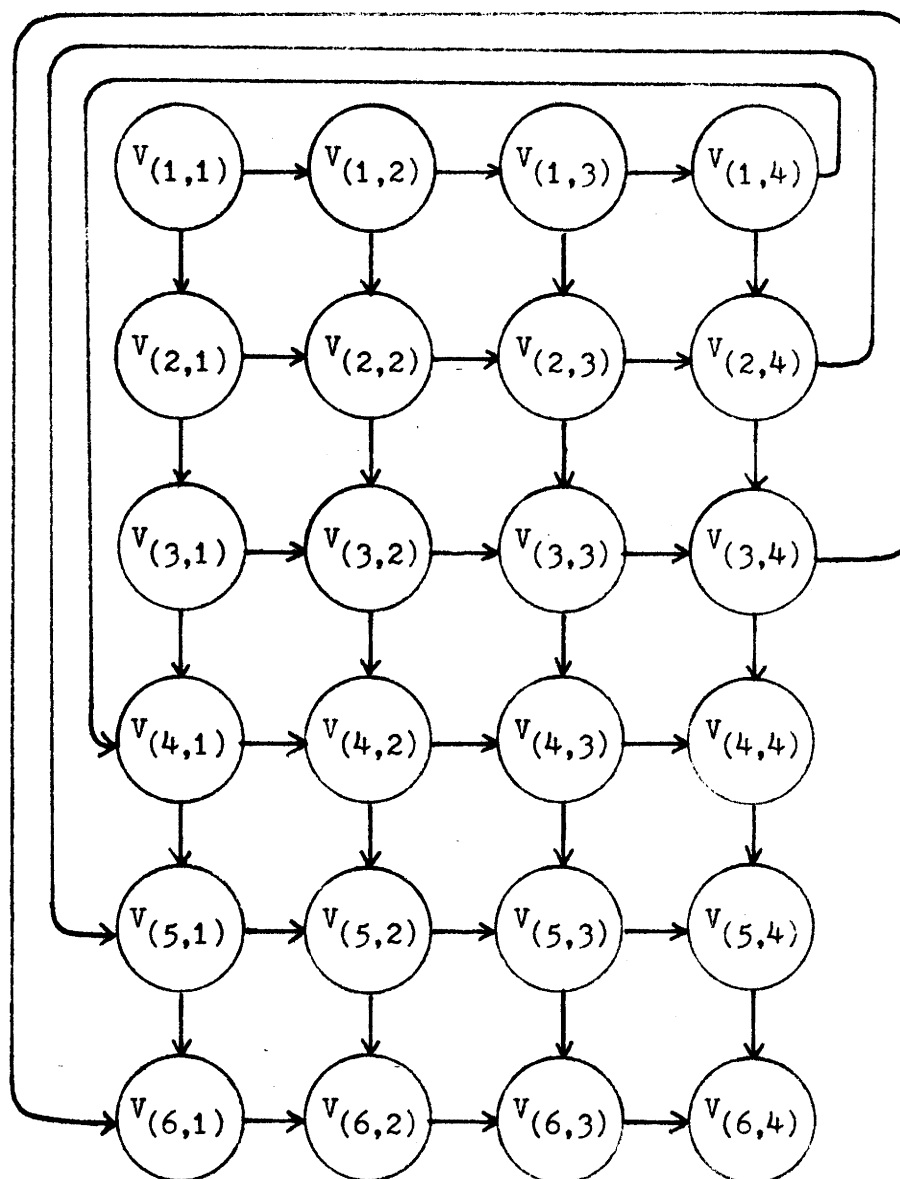 V(1,1) V(1,2) V(1,3) V(1,4)
V(2,1) V(2,2) V(2,3) V(2,4)
V(3,1) V(3,2) V(3,3) V(3,4)
V(4,1) V(4,2) V(4,3) V(4,4)
V(5,1) V(5,2) V(5,3) V(5,4)
V(6,1) V(6,2) V(6,3) V(6,4)